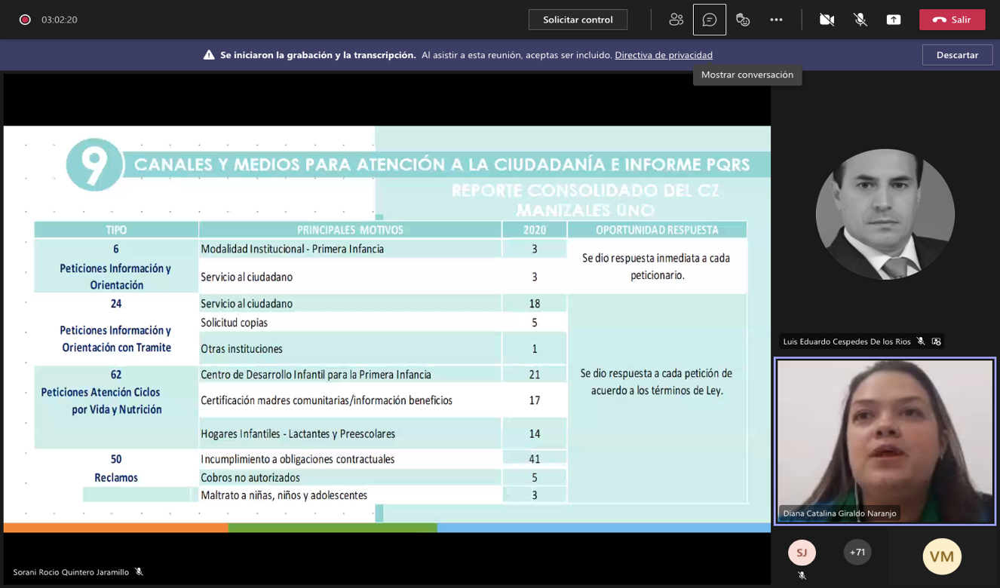 03:02:20
Solicitar control
Salir
Se iniciaron la grabación y la transcripción. Al asistir a esta reunión, aceptas ser incluido. Directiva de privacidad
Descartar
Mostrar conversación
9
CANALES Y MEDIOS PARA ATENCIÓN A LA CIUDADANÍA E INFORME PQRS
REPORTE CONSOLIDADO DEL CZ
MANIZALES UNO
TIPO PRINCIPALES MOTIVOS 2020 OPORTUNIDAD RESPUESTA
6
Peticiones Información y
Orientación
Modalidad Institucional - Primera Infancia 3
Servicio al ciudadano 3
Se dio respuesta inmediata a cada
peticionario.
24
Peticiones Información y
Orientación con Tramite
Servicio al ciudadano 18
Solicitud copias 5
Otras instituciones 1
62
Peticiones Atención Ciclos
por Vida y Nutrición
Centro de Desarrollo Infantil para la Primera Infancia 21
Certificación madres comunitarias/información beneficios 17
Hogares Infantiles - Lactantes y Preescolares 14
Se dio respuesta a cada petición de
acuerdo a los términos de Ley.
50
Reclamos
Incumplimiento a obligaciones contractuales 41
Cobros no autorizados 5
Maltrato a niñas, niños y adolescentes 3
Luis Eduardo Cespedes De los Rios
Diana Catalina Giraldo Naranjo
SJ
+71
VM
Sorani Rocio Quintero Jaramillo